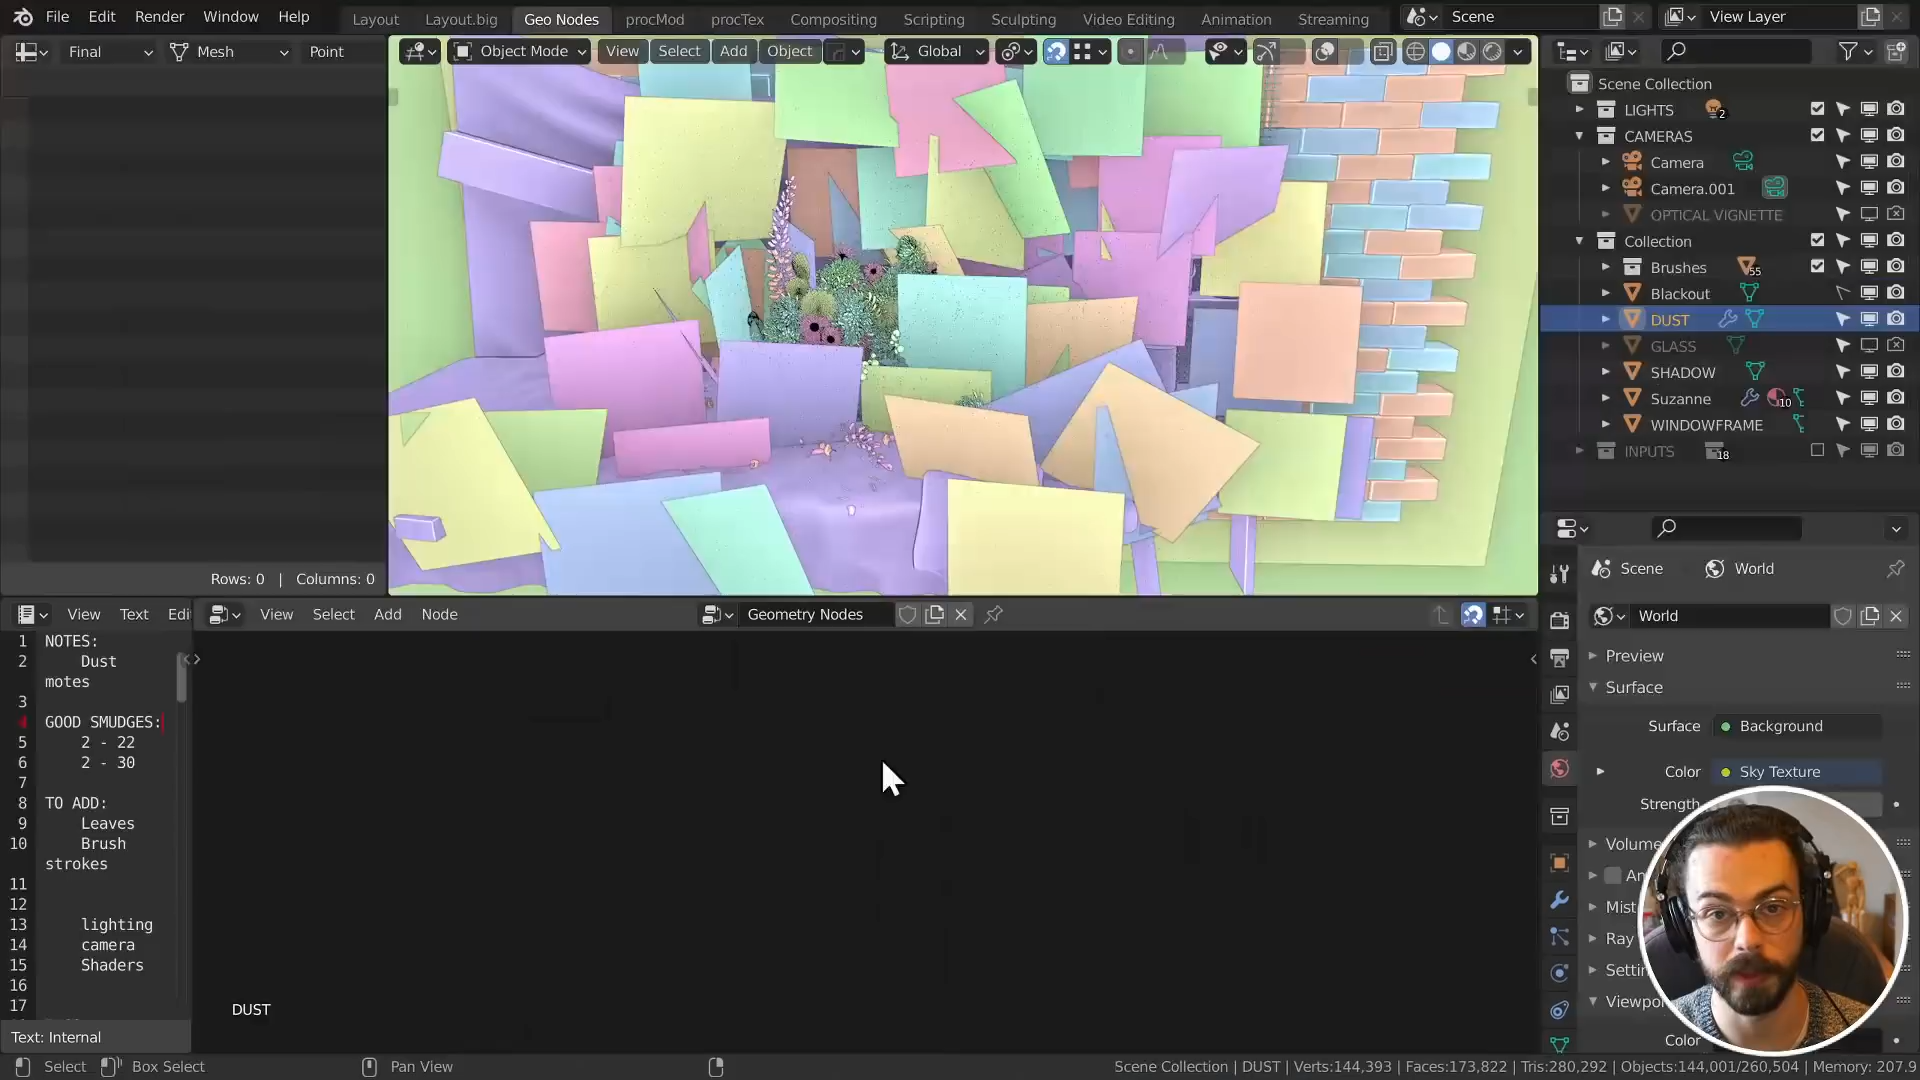 File Edit Render Window Help Layout Layout.big Geo Nodes procMod procTex Compositing Scripting Sculpting Video Editing Animation Streaming Scene View Layer
Final Mesh Point Object Mode View Select Add Object Global
Scene Collection
LIGHTS 2
CAMERAS
Camera
Camera.001
OPTICAL VIGNETTE
Collection
Brushes 55
Blackout
DUST
GLASS
SHADOW
Suzanne 10
WINDOWFRAME
INPUTS 18
Scene World
World
Preview
Surface
Surface Background
Color Sky Texture
Strength
Volume
Mist
Ray
Color
Rows: 0 | Columns: 0
View Text Edi View Select Add Node Geometry Nodes
1 NOTES:
2 Dust
motes
3
4 GOOD SMUDGES:
5 2 - 22
6 2 - 30
7
8 TO ADD:
9 Leaves
10 Brush
strokes
11
12
13 lighting
14 camera
15 Shaders
16
17
DUST
Text: Internal
Select Box Select Pan View Scene Collection | DUST | Verts:144,393 | Faces:173,822 | Tris:280,292 | Objects:144,001/260,504 | Memory: 207.9